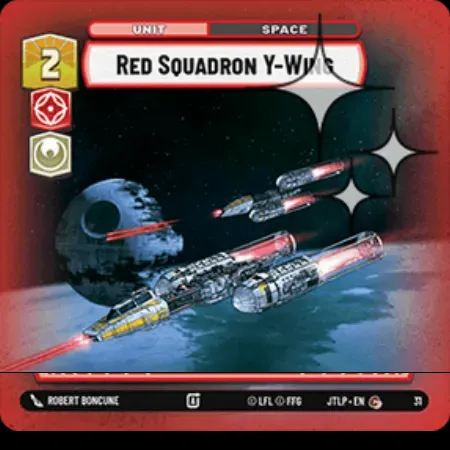 UNIT SPACE
2
RED SQUADRON Y-WING
ROBERT BONCUNE Ⓒ LFL Ⓒ FFG JTLP • EN 31